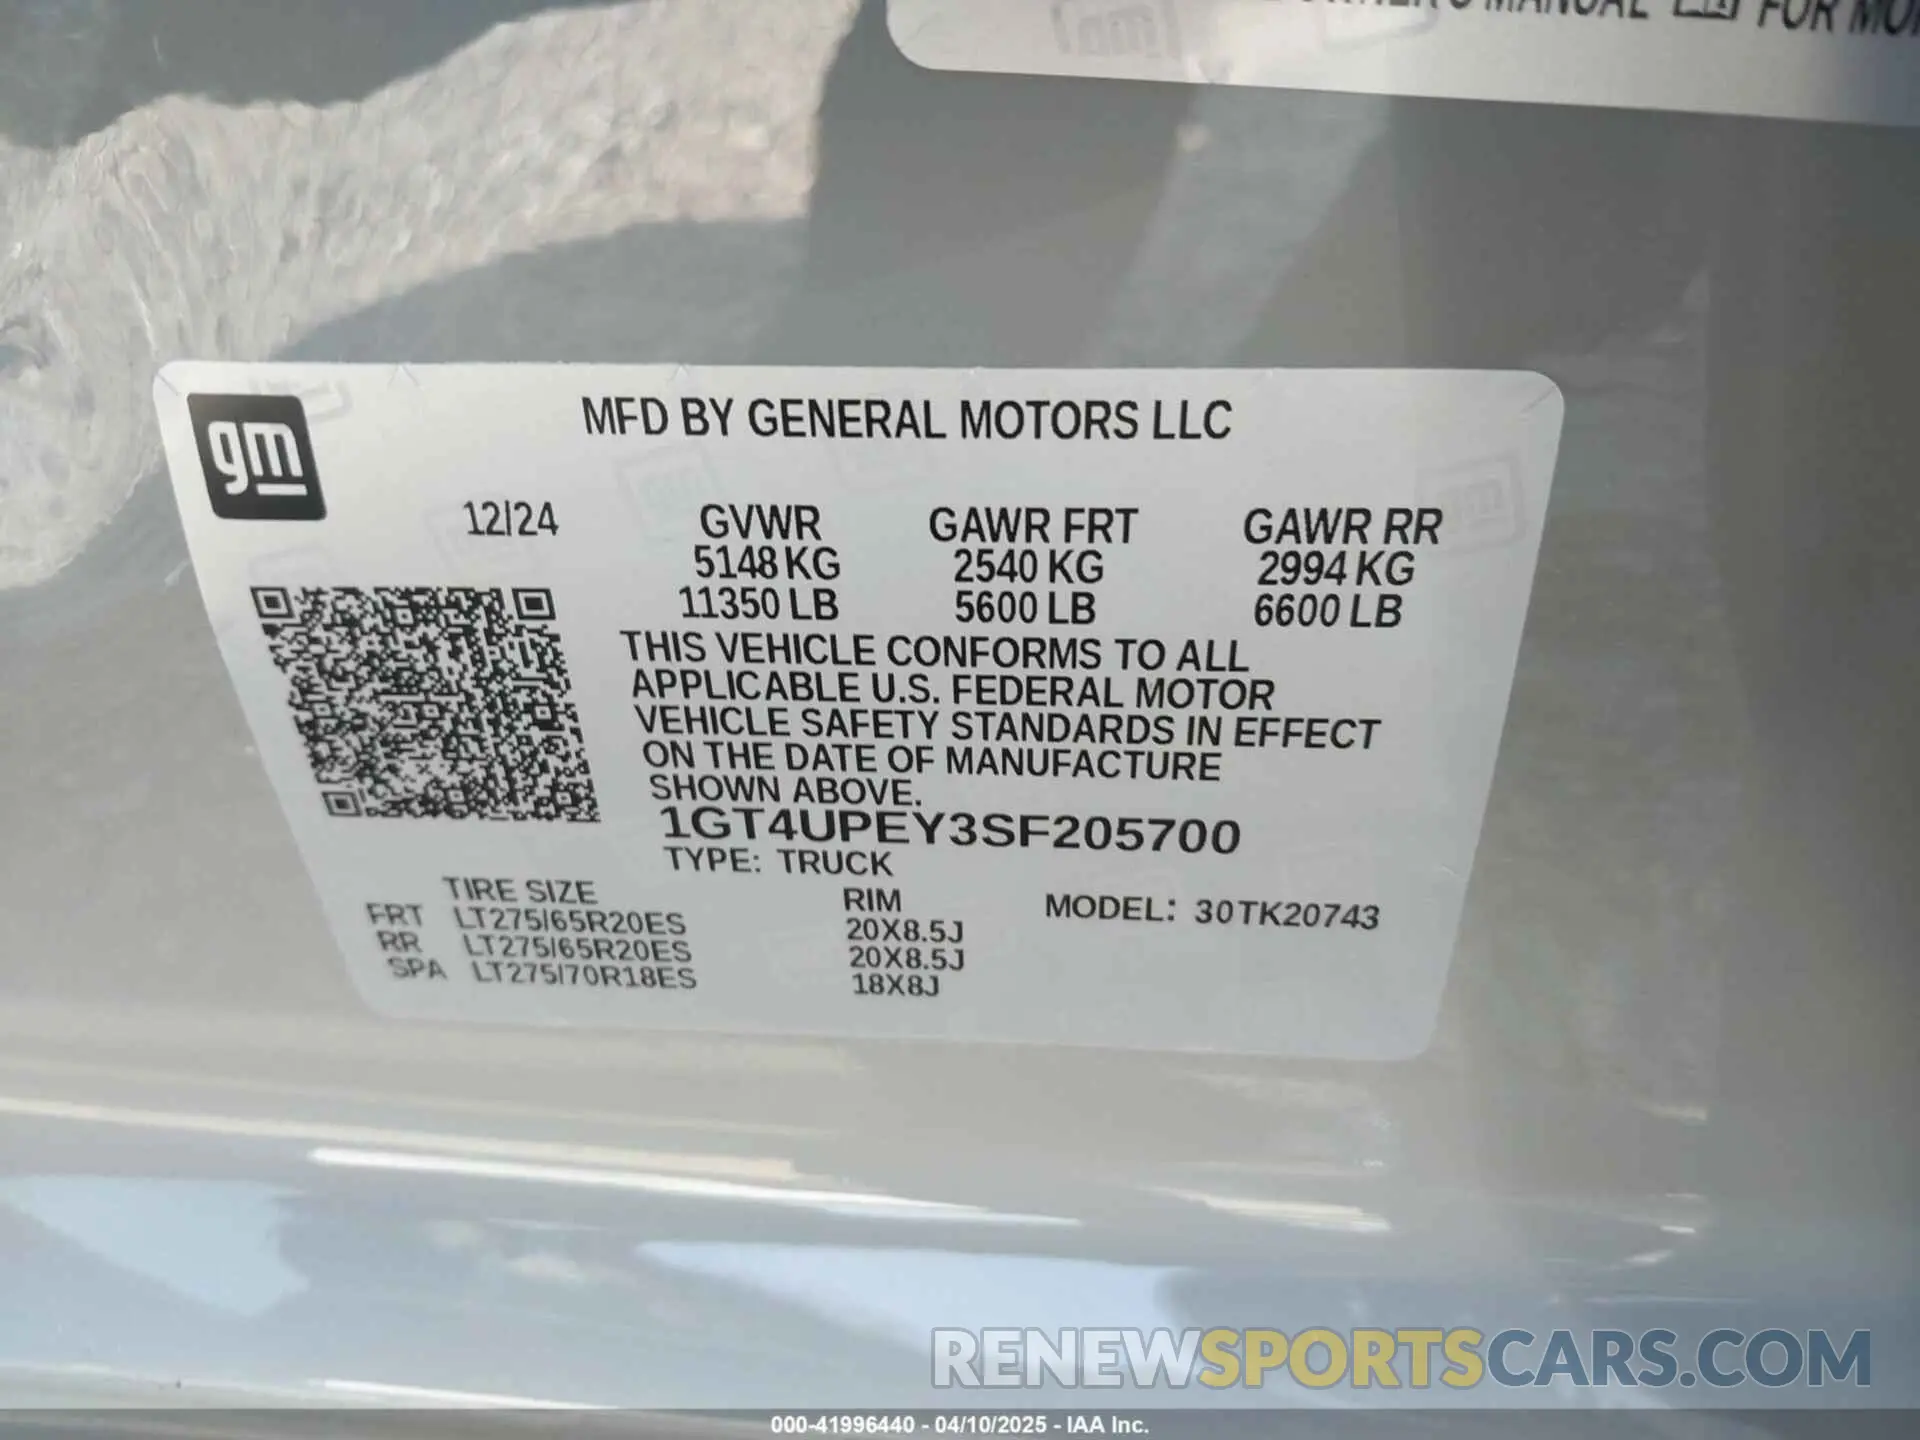 MANUAL FOR
gm
MFD BY GENERAL MOTORS LLC
12/24 GVWR GAWR FRT GAWR RR
5148 KG 2540 KG 2994 KG
11350 LB 5600 LB 6600 LB
THIS VEHICLE CONFORMS TO ALL
APPLICABLE U.S. FEDERAL MOTOR
VEHICLE SAFETY STANDARDS IN EFFECT
ON THE DATE OF MANUFACTURE
SHOWN ABOVE.
1GT4UPEY3SF205700
TYPE: TRUCK
TIRE SIZE RIM MODEL: 30TK20743
FRT LT275/65R20ES 20X8.5J
RR LT275/65R20ES 20X8.5J
SPA LT275/70R18ES 18X8J
RENEWSPORTSCARS.COM
000-41996440 - 04/10/2025 - IAA Inc.